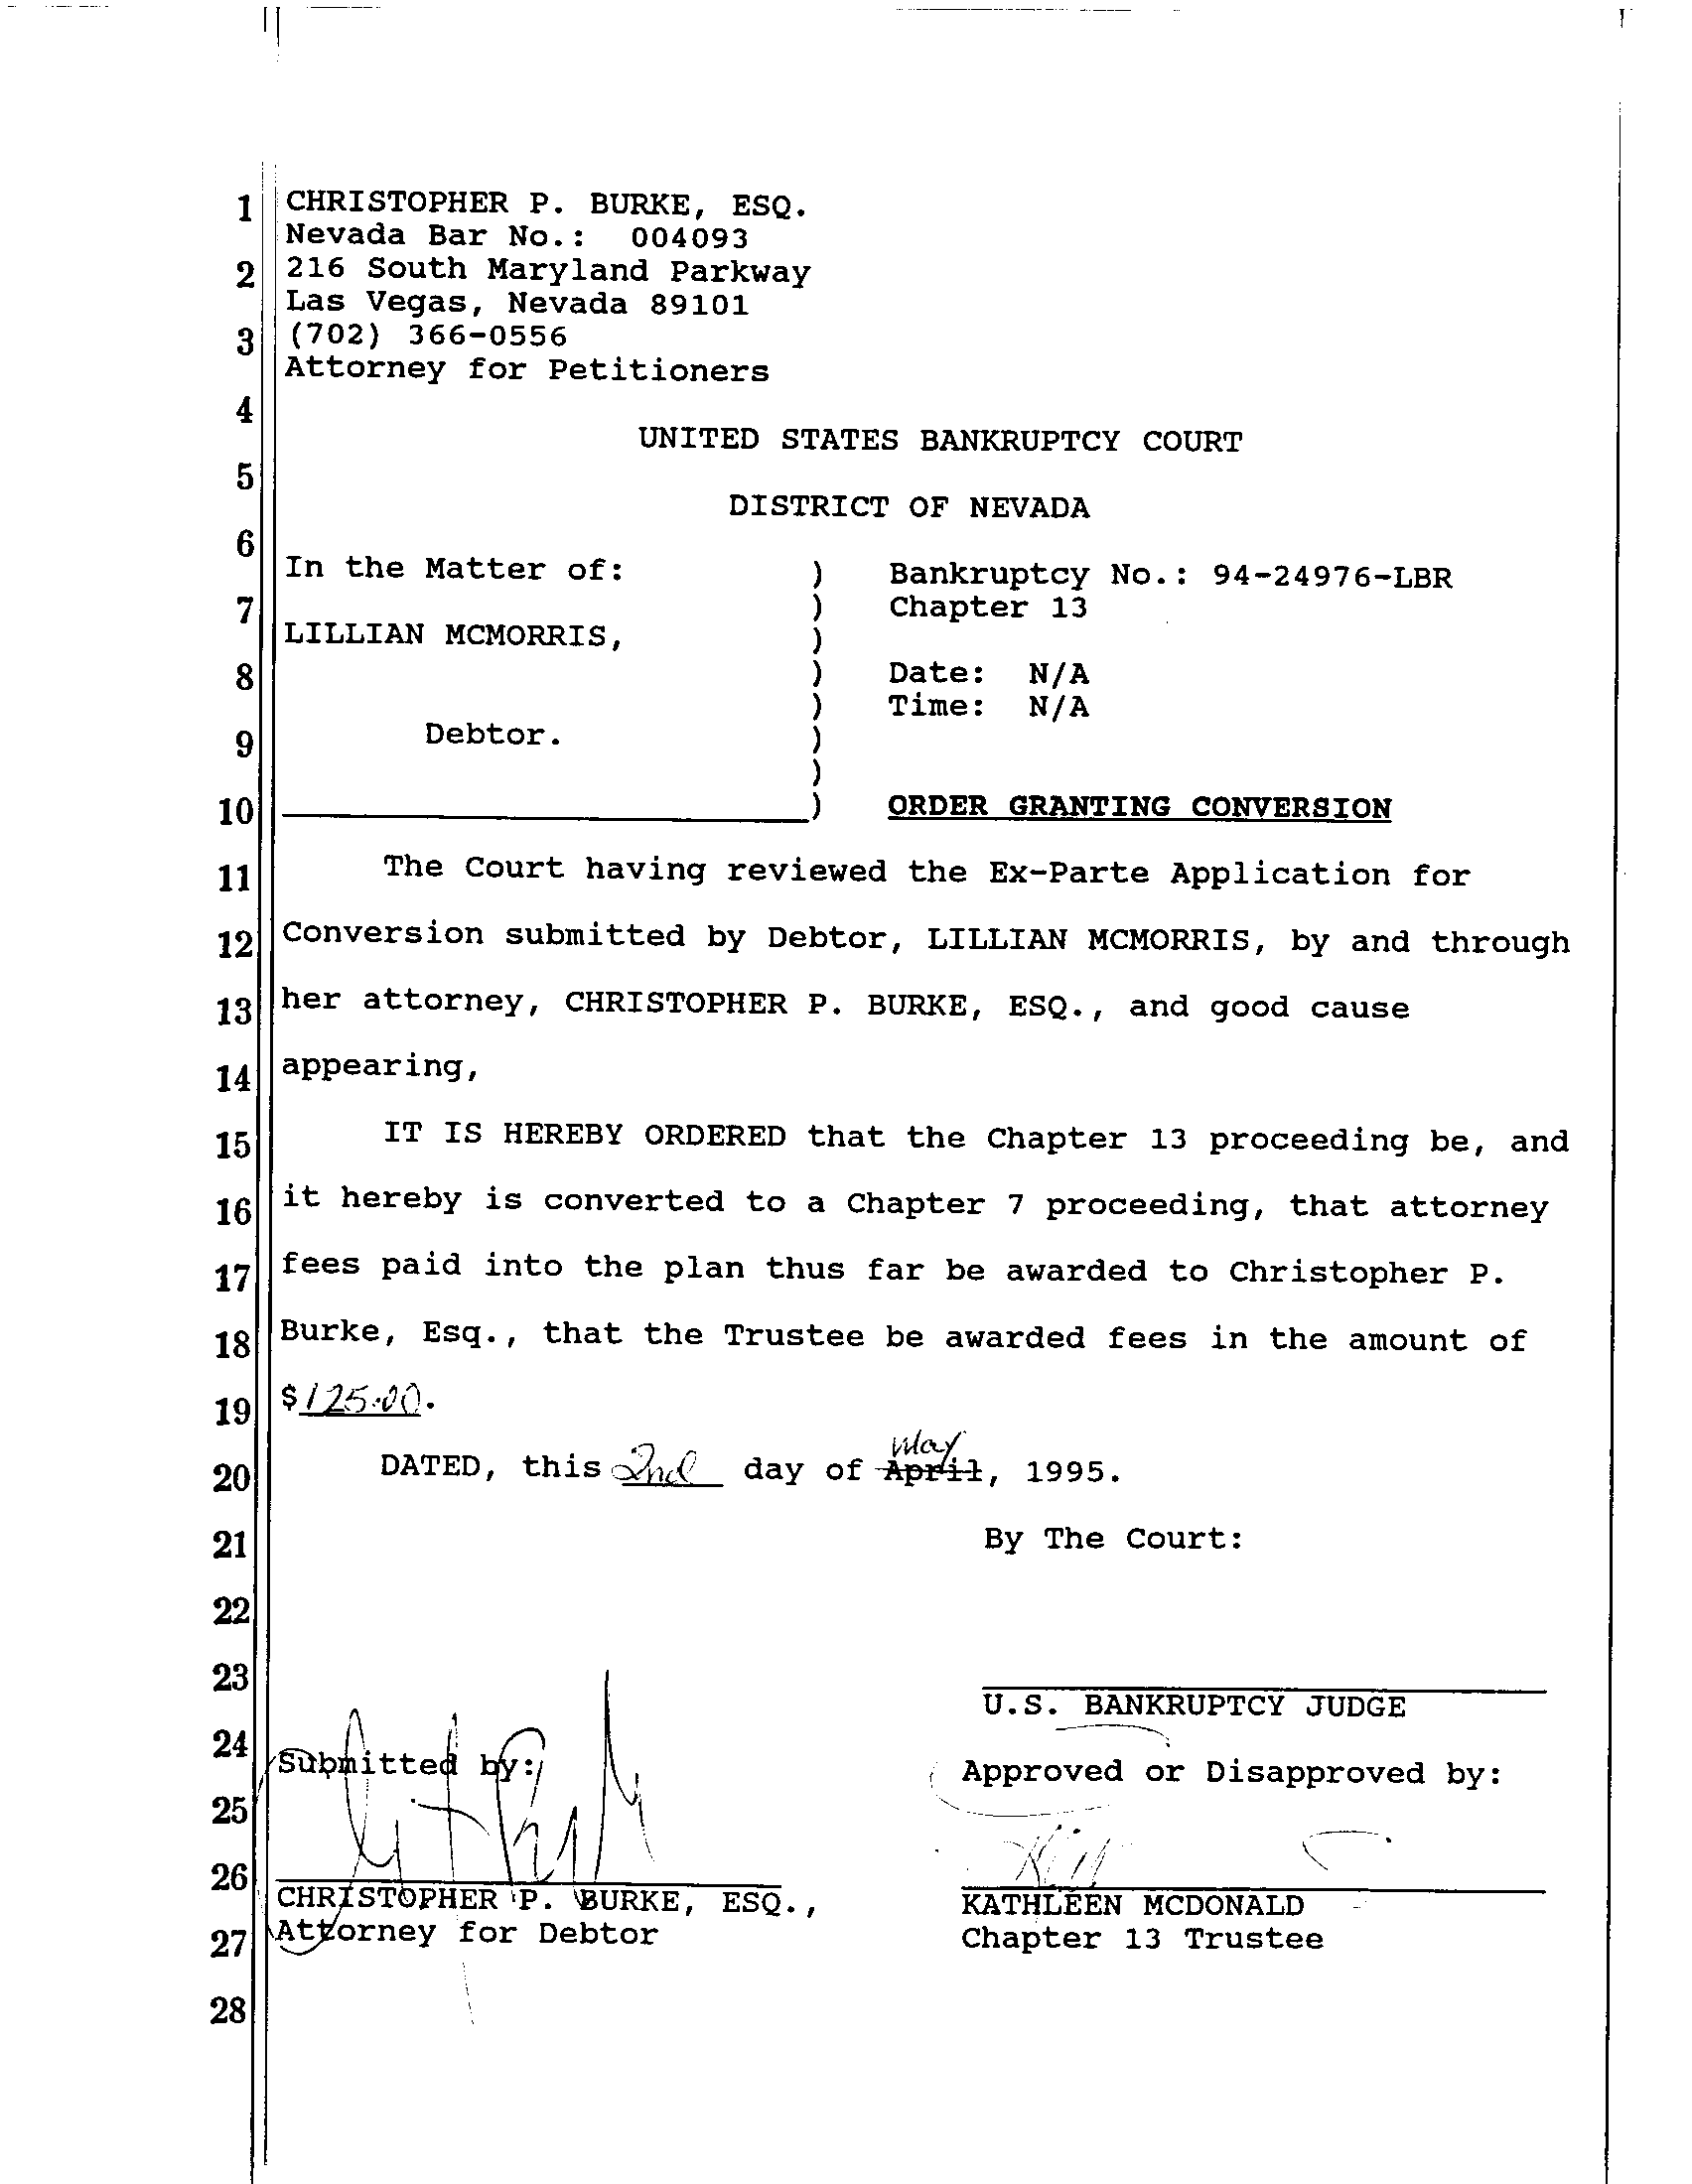 1 CHRISTOPHER P. BURKE, ESQ.
Nevada Bar No.: 004093
2 216 South Maryland Parkway
Las Vegas, Nevada 89101
3 (702) 366-0556
Attorney for Petitioners
4
UNITED STATES BANKRUPTCY COURT
5
DISTRICT OF NEVADA
6
In the Matter of: ) Bankruptcy No.: 94-24976-LBR
7 ) Chapter 13
LILLIAN MCMORRIS, )
8 ) Date: N/A
) Time: N/A
9 Debtor. )
)
10 ) ORDER GRANTING CONVERSION
11 The Court having reviewed the Ex-Parte Application for
12 Conversion submitted by Debtor, LILLIAN MCMORRIS, by and through
13 her attorney, CHRISTOPHER P. BURKE, ESQ., and good cause
14 appearing,
15 IT IS HEREBY ORDERED that the Chapter 13 proceeding be, and
16 it hereby is converted to a Chapter 7 proceeding, that attorney
17 fees paid into the plan thus far be awarded to Christopher P.
18 Burke, Esq., that the Trustee be awarded fees in the amount of
19 $125.00.
May
20 DATED, this 2nd day of April, 1995.
21 By The Court:
22
23
U.S. BANKRUPTCY JUDGE
24
Submitted by: Approved or Disapproved by:
25
26
CHRISTOPHER P. BURKE, ESQ., KATHLEEN MCDONALD
27 Attorney for Debtor Chapter 13 Trustee
28